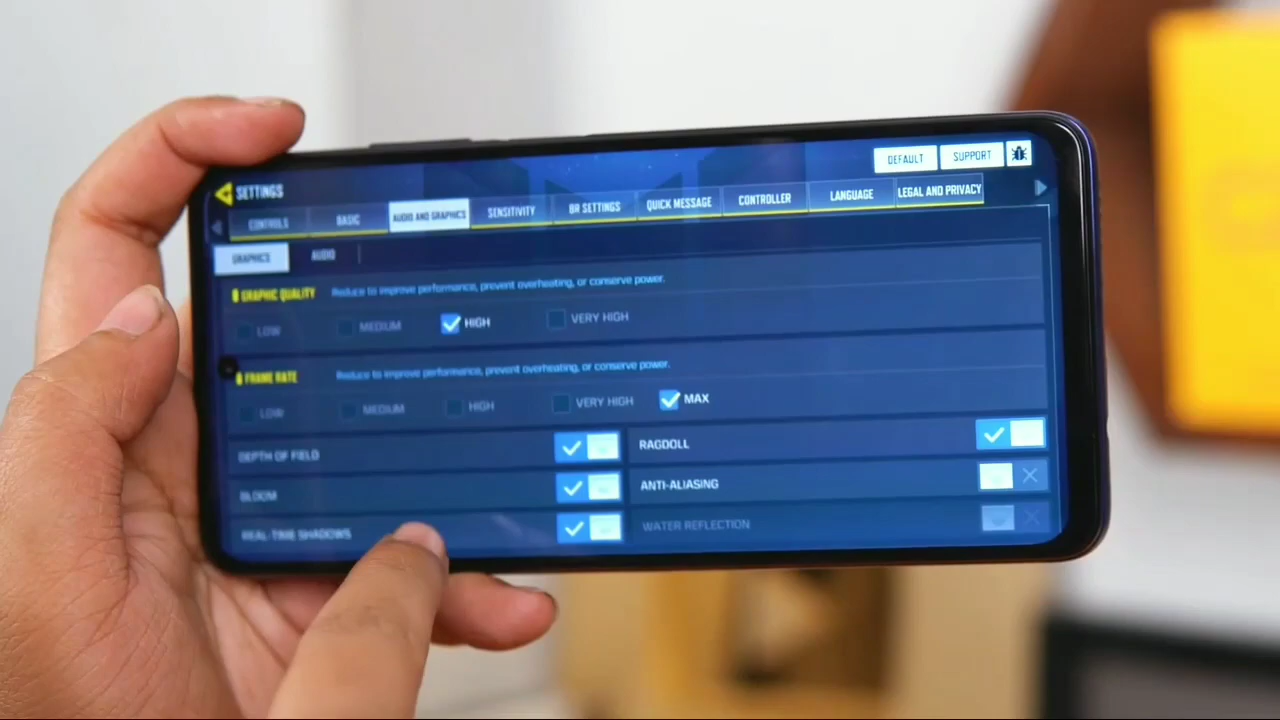 SETTINGS
DEFAULT
SUPPORT
CONTROLS
BASIC
AUDIO AND GRAPHICS
SENSITIVITY
BR SETTINGS
QUICK MESSAGE
CONTROLLER
LANGUAGE
LEGAL AND PRIVACY
GRAPHICS
AUDIO
GRAPHIC QUALITY Reduce to improve performance, prevent overheating, or conserve power.
LOW MEDIUM HIGH VERY HIGH
FRAME RATE Reduce to improve performance, prevent overheating, or conserve power.
LOW MEDIUM HIGH VERY HIGH MAX
DEPTH OF FIELD
RAGDOLL
BLOOM
ANTI-ALIASING
REAL-TIME SHADOWS
WATER REFLECTION